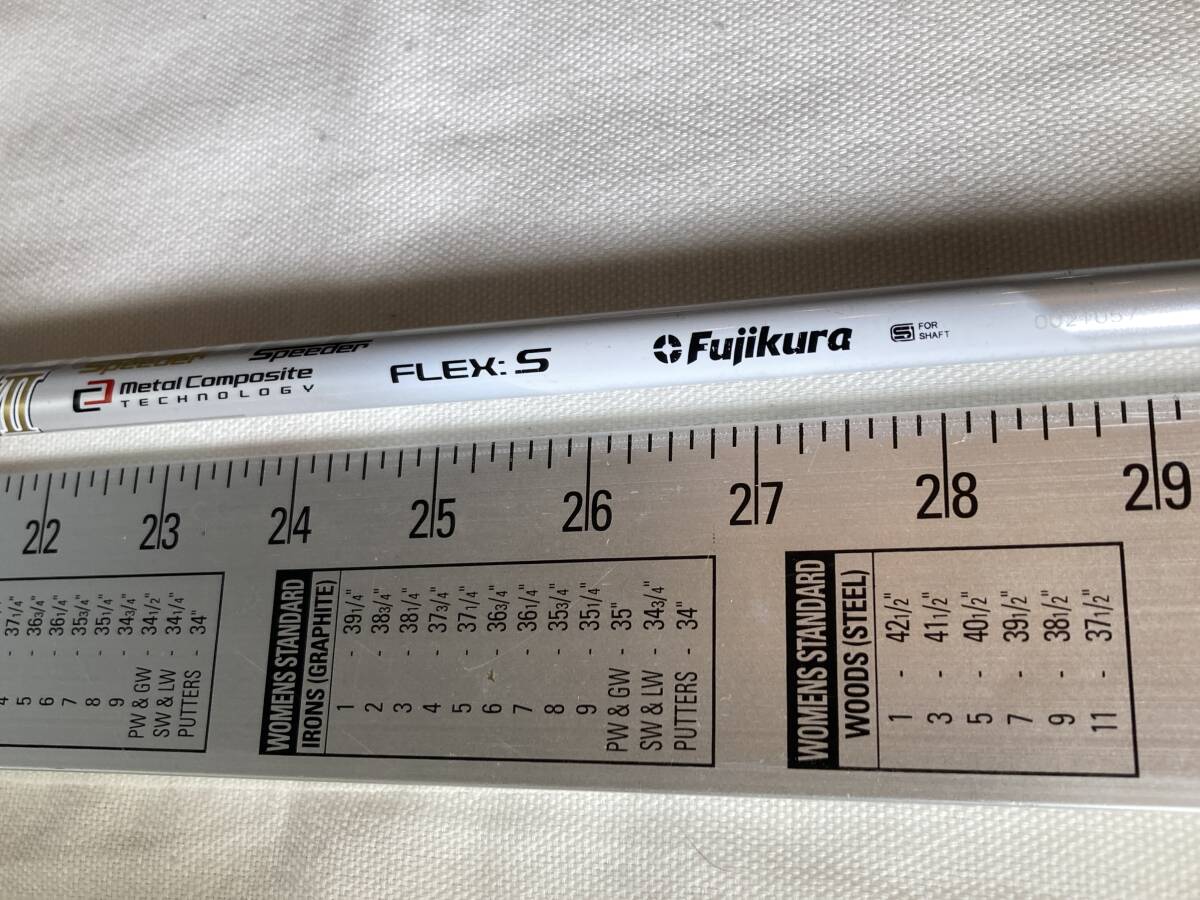 Speeder Speeder
Metal Composite
TECHNOLOGY
FLEX: S
Fujikura
S FOR
SHAFT
22 23 24 25 26 27 28 29
4 37 1/4"
5 - 36 3/4"
6 - 36 1/4"
7 - 35 3/4"
8 - 35 1/4"
9 - 34 3/4"
PW & GW - 34 1/2"
SW & LW - 34 1/4"
PUTTERS - 34"
WOMENS STANDARD
IRONS (GRAPHITE)
1 - 39 1/4"
2 - 38 3/4"
3 - 38 1/4"
4 - 37 3/4"
5 - 37 1/4"
6 - 36 3/4"
7 - 36 1/4"
8 - 35 3/4"
9 - 35 1/4"
PW & GW - 35"
SW & LW - 34 3/4"
PUTTERS - 34"
WOMENS STANDARD
WOODS (STEEL)
1 - 42 1/2"
3 - 41 1/2"
5 - 40 1/2"
7 - 39 1/2"
9 - 38 1/2"
11 - 37 1/2"